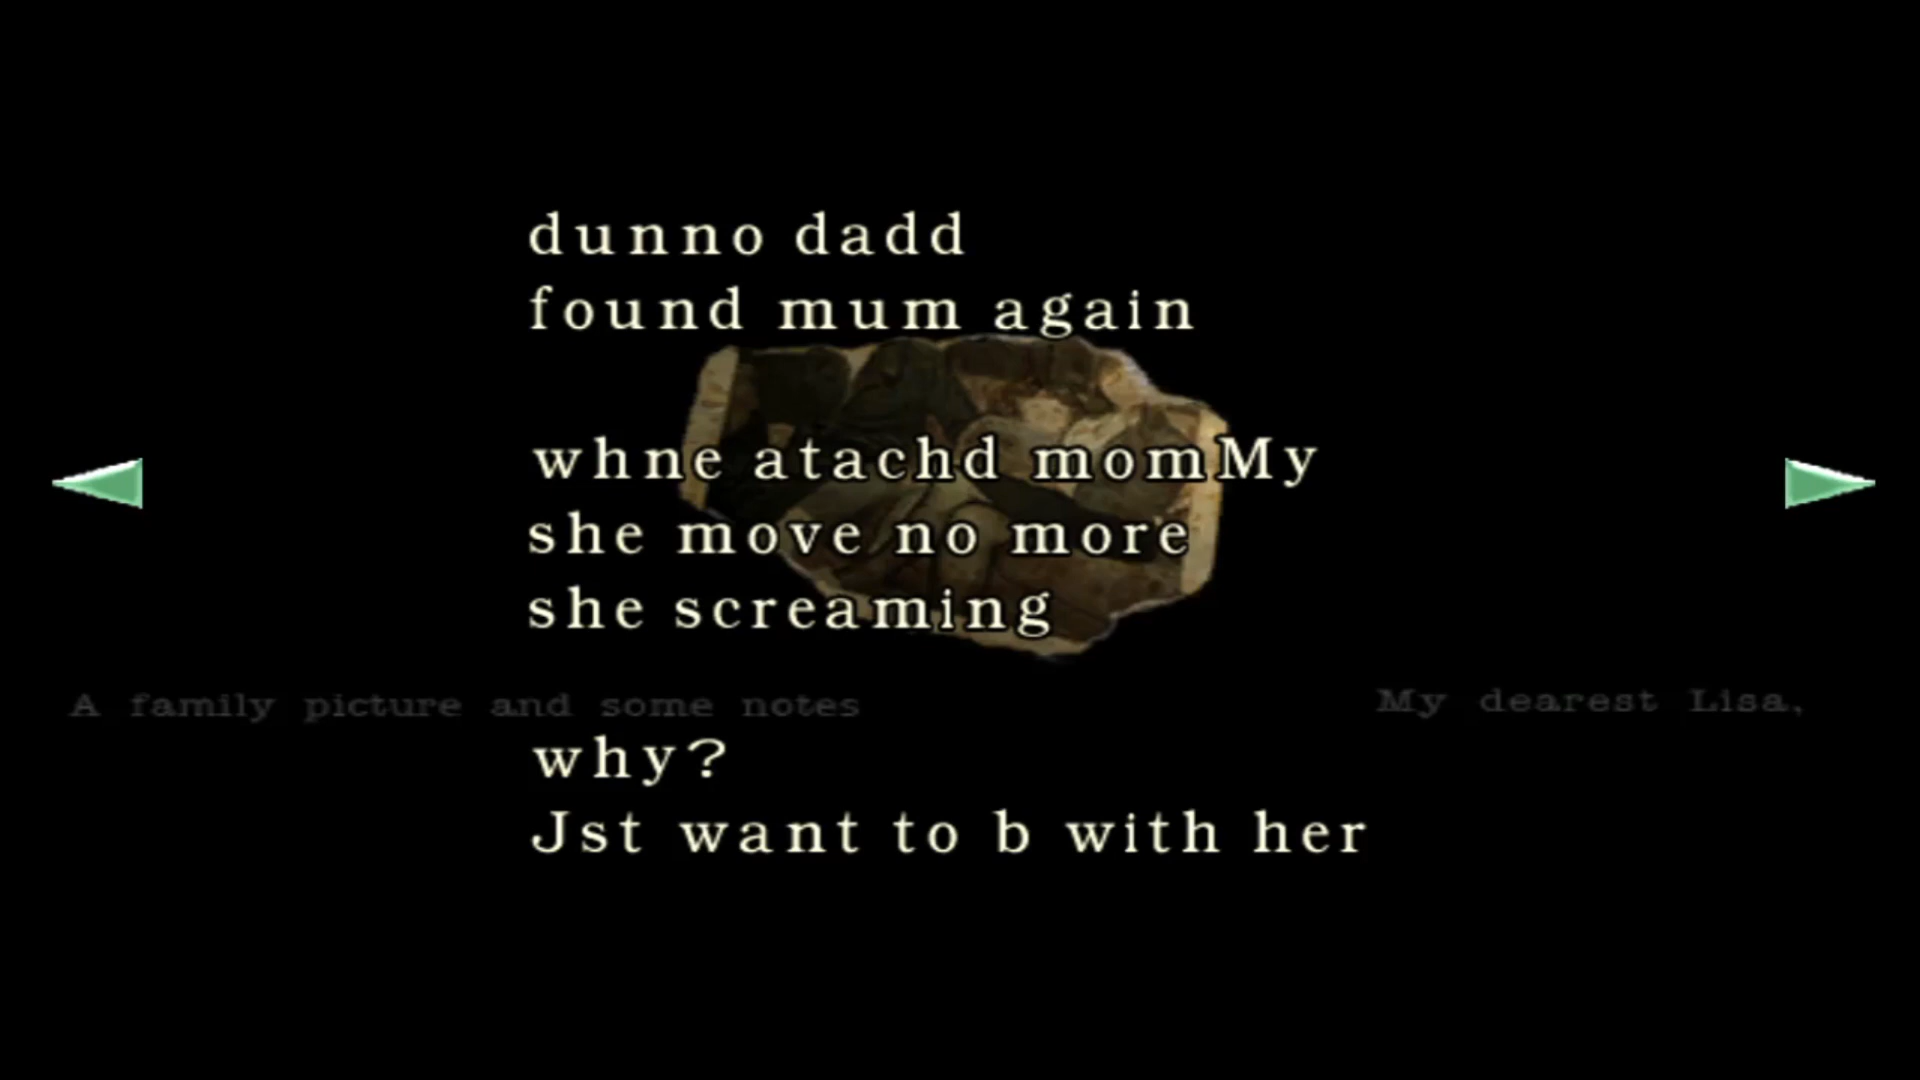 dunno dadd
found mum again
whne atachd momMy
she move no more
she screaming
A family picture and some notes
My dearest Lisa,
why?
Jst want to b with her